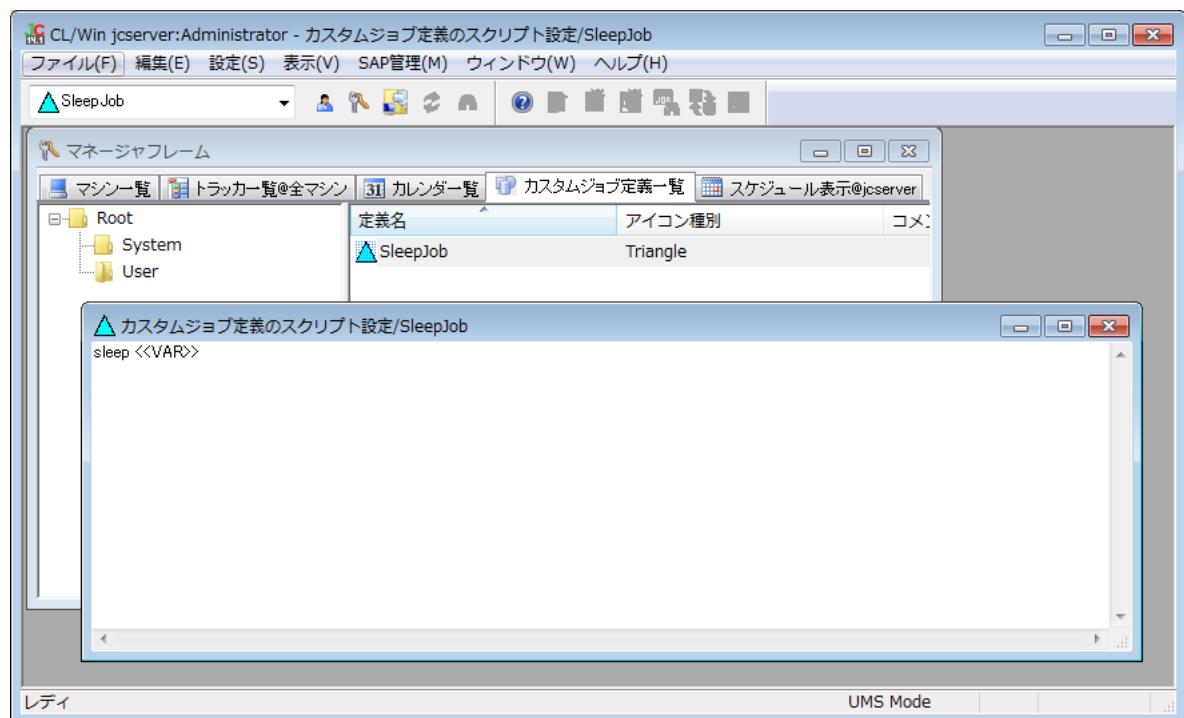 CL/Win jcserver:Administrator - カスタムジョブ定義のスクリプト設定/SleepJob
ファイル(F) 編集(E) 設定(S) 表示(V) SAP管理(M) ウィンドウ(W) ヘルプ(H)
SleepJob
マネージャフレーム
マシン一覧 トラッカ一覧@全マシン 31 カレンダー一覧 カスタムジョブ定義一覧 スケジュール表示@jcserver
Root 定義名 アイコン種別 コメ
System SleepJob Triangle
User
カスタムジョブ定義のスクリプト設定/SleepJob
sleep <<VAR>>
レディ UMS Mode